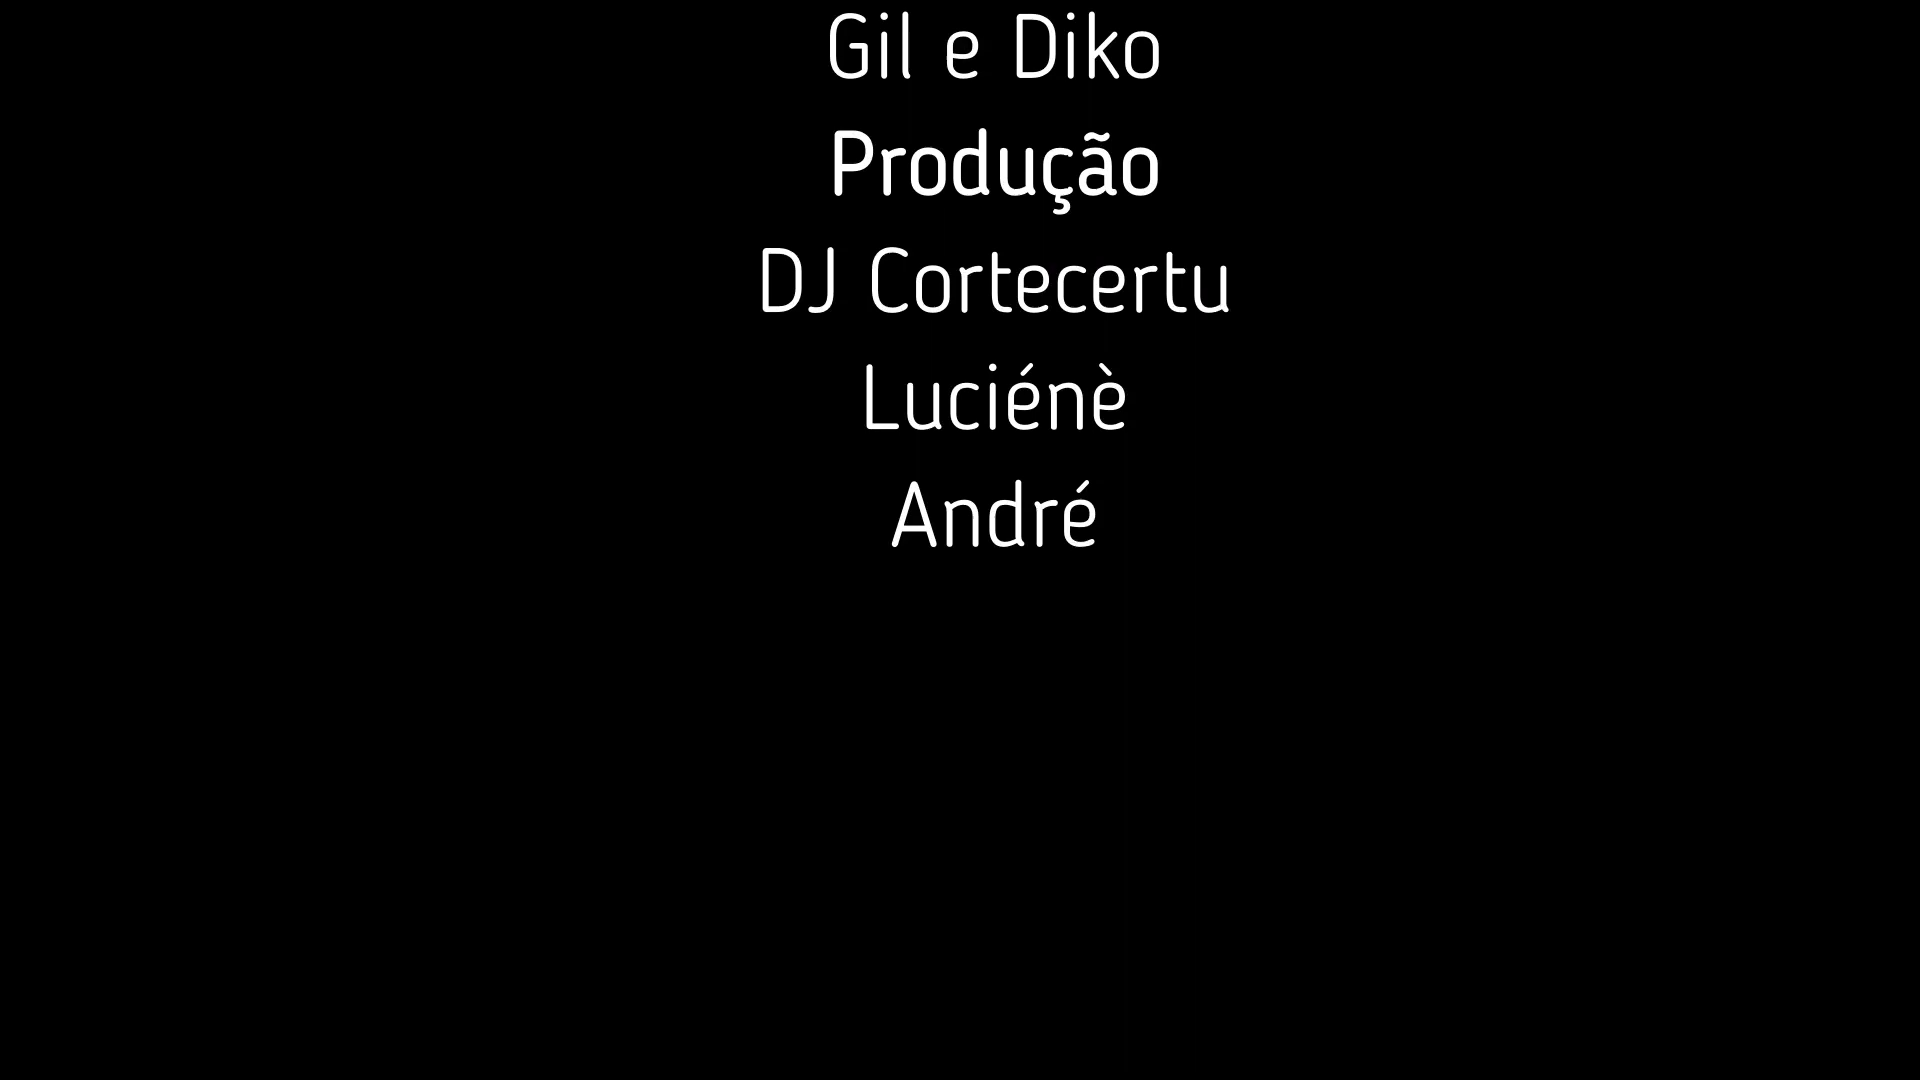 Gil e Diko
Produção
DJ Cortecertu
Luciénè
André